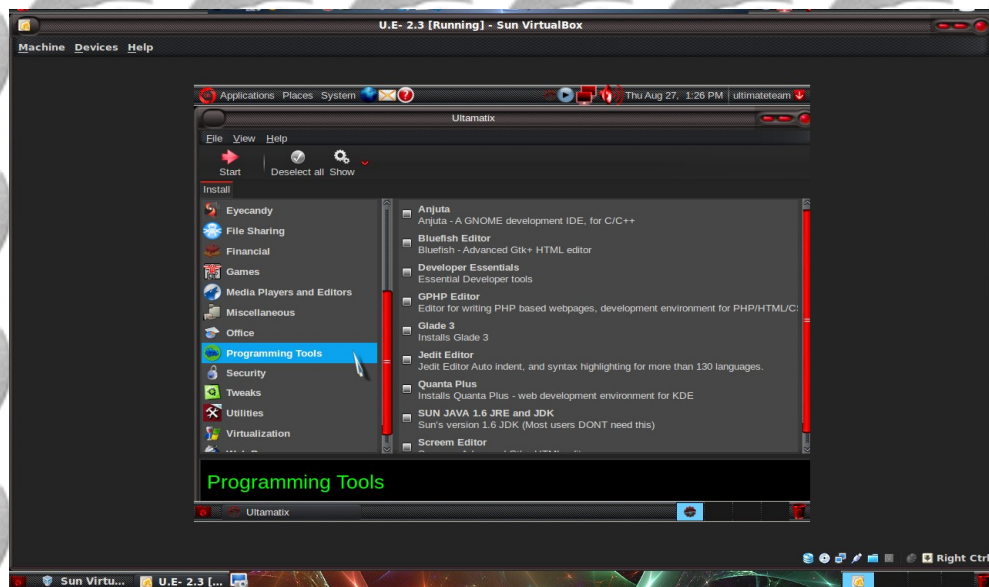 U.E- 2.3 [Running] - Sun VirtualBox
Machine Devices Help
Applications Places System Thu Aug 27, 1:26 PM ultimateteam
Ultamatix
File View Help
Start Deselect all Show
Install
Eyecandy
File Sharing
Financial
Games
Media Players and Editors
Miscellaneous
Office
Programming Tools
Security
Tweaks
Utilities
Virtualization
Anjuta
Anjuta - A GNOME development IDE, for C/C++
Bluefish Editor
Bluefish - Advanced Gtk+ HTML editor
Developer Essentials
Essential Developer tools
GPHP Editor
Editor for writing PHP based webpages, development environment for PHP/HTML/C
Glade 3
Installs Glade 3
Jedit Editor
Jedit Editor Auto indent, and syntax highlighting for more than 130 languages.
Quanta Plus
Installs Quanta Plus - web development environment for KDE
SUN JAVA 1.6 JRE and JDK
Sun's version 1.6 JDK (Most users DONT need this)
Screem Editor
Programming Tools
Ultamatix
Right Ctrl
Sun Virtu... U.E- 2.3 [...